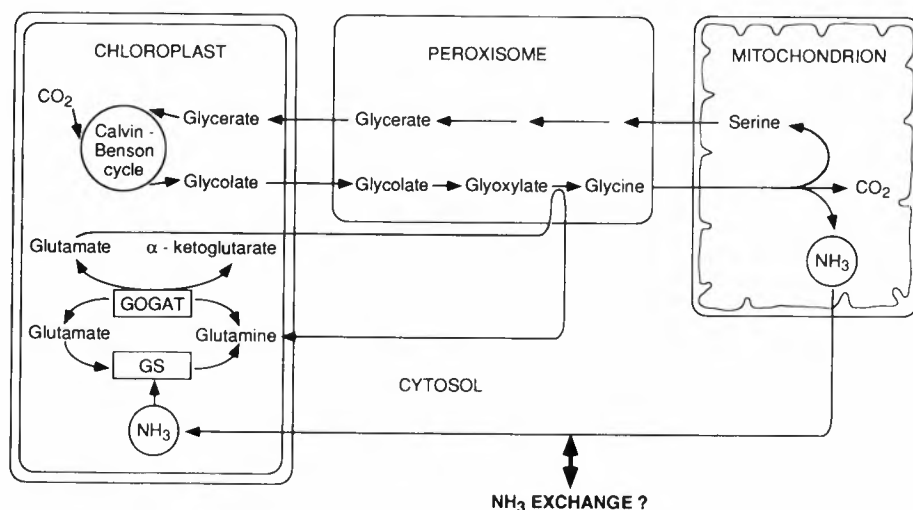 CHLOROPLAST
CO2
Calvin -
Benson
cycle
Glycerate
Glycolate
Glutamate
α - ketoglutarate
GOGAT
Glutamate
Glutamine
GS
NH3
PEROXISOME
Glycerate
Glycolate
Glyoxylate
Glycine
MITOCHONDRION
Serine
CO2
NH3
CYTOSOL
NH3 EXCHANGE ?